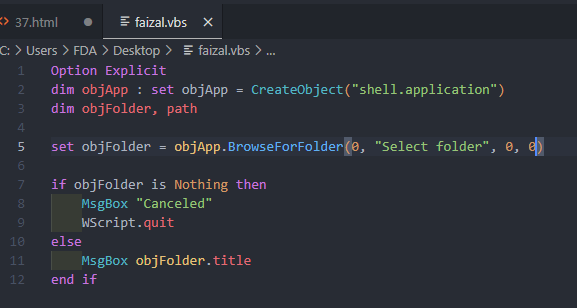 <> 37.html ● faizal.vbs ×
C: > Users > FDA > Desktop > faizal.vbs > ...
1 Option Explicit
2 dim objApp : set objApp = CreateObject("shell.application")
3 dim objFolder, path
4
5 set objFolder = objApp.BrowseForFolder(0, "Select folder", 0, 0)
6
7 if objFolder is Nothing then
8 MsgBox "Canceled"
9 WScript.quit
10 else
11 MsgBox objFolder.title
12 end if